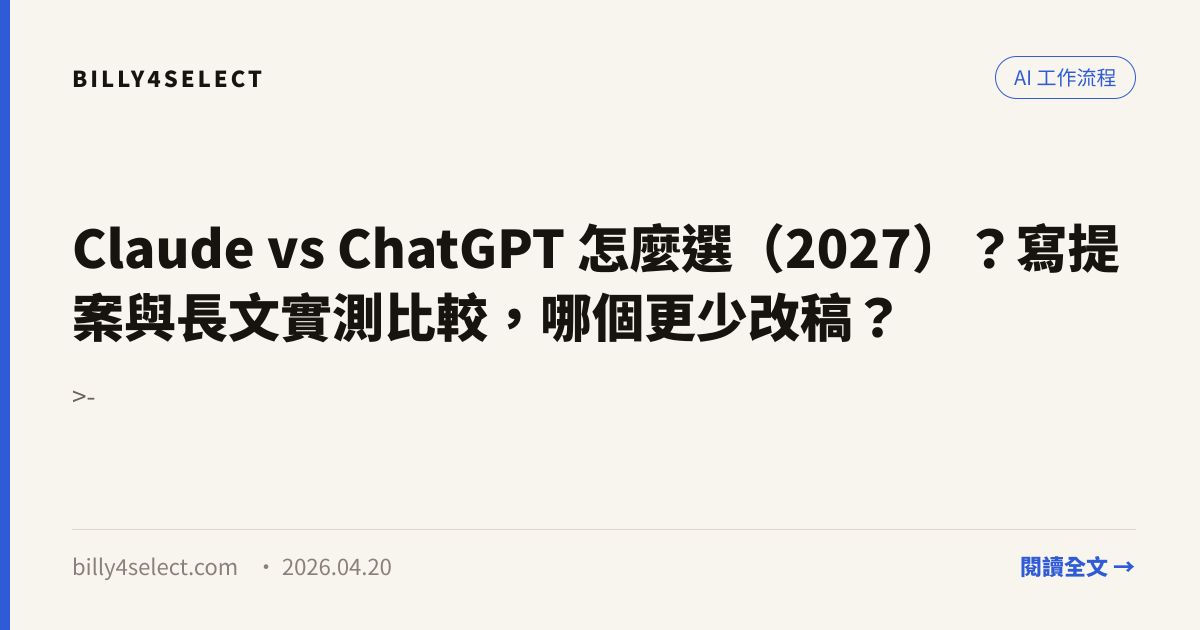 BILLY4SELECT
AI 工作流程
Claude vs ChatGPT 怎麼選（2027）？寫提
案與長文實測比較，哪個更少改稿？
>-
billy4select.com • 2026.04.20
閱讀全文 →